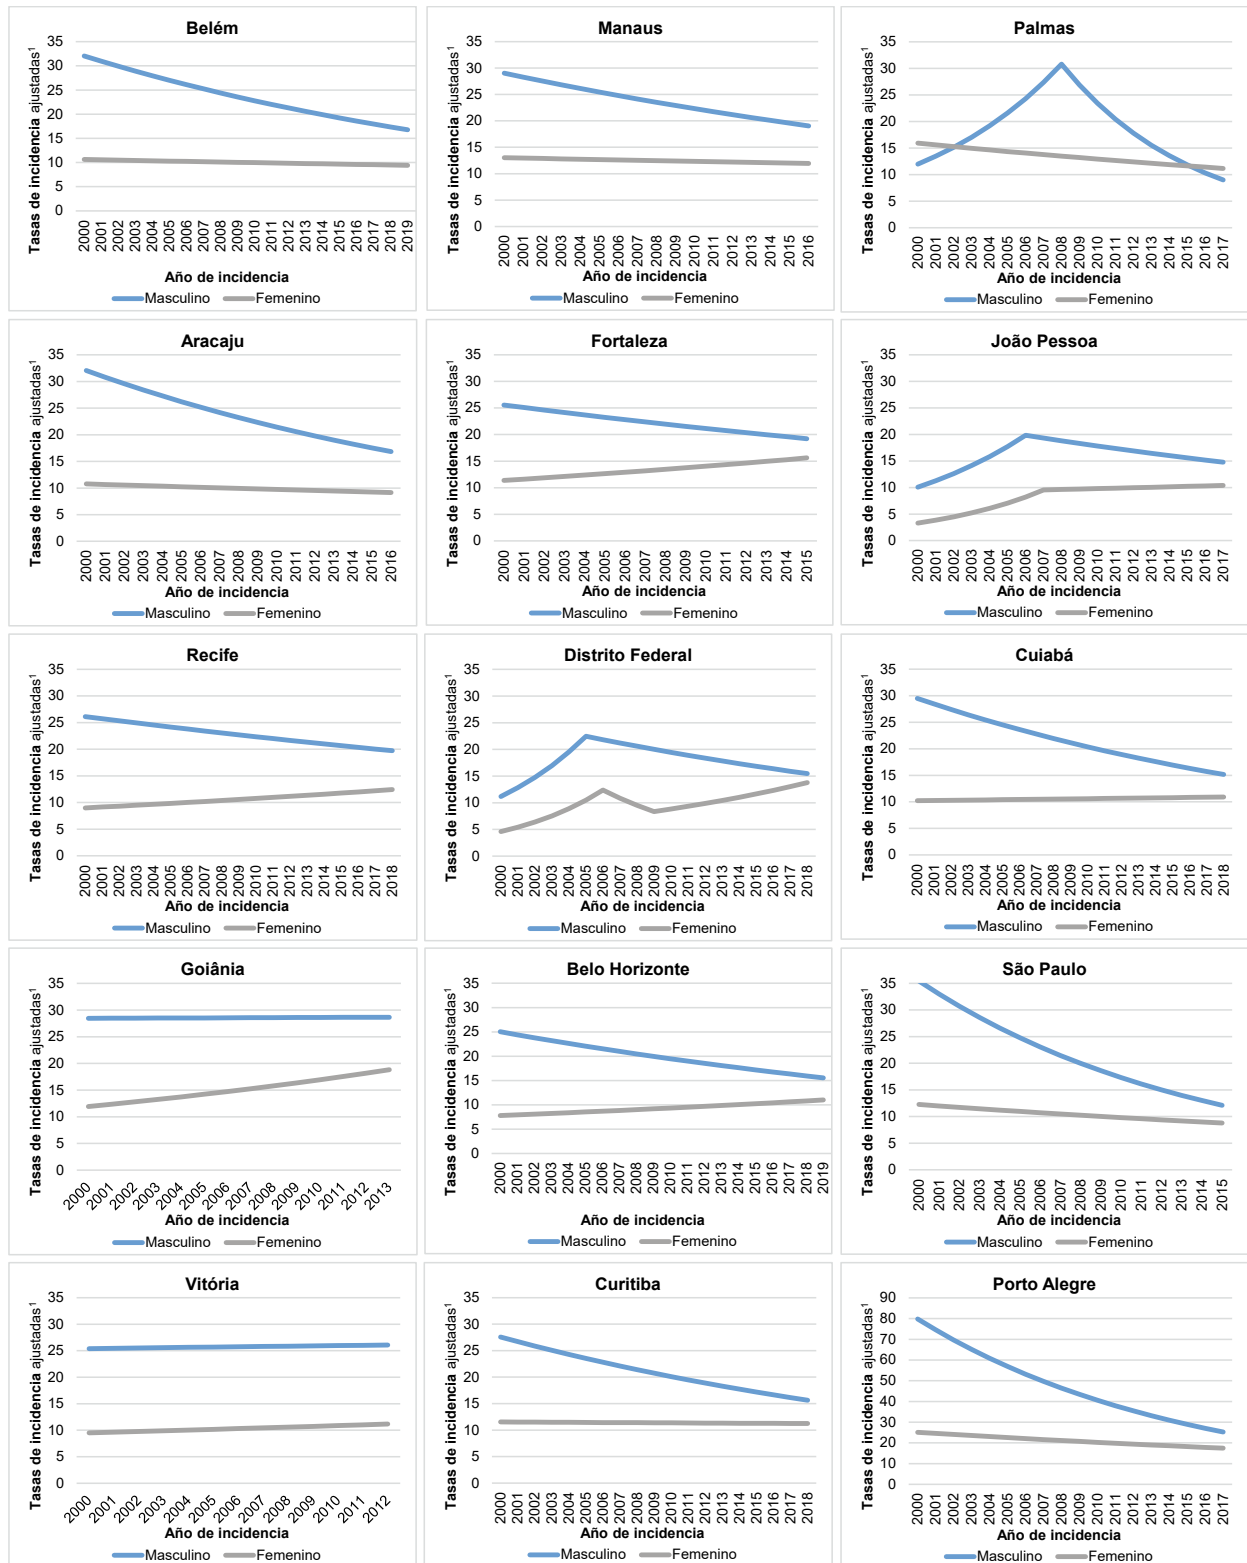 Belém
Tasas de incidencia ajustadas¹
35
30
25
20
15
10
5
0
2000 2001 2002 2003 2004 2005 2006 2007 2008 2009 2010 2011 2012 2013 2014 2015 2016 2017 2018 2019
Año de incidencia
Masculino Femenino
Manaus
Tasas de incidencia ajustadas¹
35
30
25
20
15
10
5
0
2000 2001 2002 2003 2004 2005 2006 2007 2008 2009 2010 2011 2012 2013 2014 2015 2016
Año de incidencia
Masculino Femenino
Palmas
Tasas de incidencia ajustadas¹
35
30
25
20
15
10
5
0
2000 2001 2002 2003 2004 2005 2006 2007 2008 2009 2010 2011 2012 2013 2014 2015 2016 2017
Año de incidencia
Masculino Femenino
Aracaju
Tasas de incidencia ajustadas¹
35
30
25
20
15
10
5
0
2000 2001 2002 2003 2004 2005 2006 2007 2008 2009 2010 2011 2012 2013 2014 2015 2016
Año de incidencia
Masculino Femenino
Fortaleza
Tasas de incidencia ajustadas¹
35
30
25
20
15
10
5
0
2000 2001 2002 2003 2004 2005 2006 2007 2008 2009 2010 2011 2012 2013 2014 2015
Año de incidencia
Masculino Femenino
João Pessoa
Tasas de incidencia ajustadas¹
35
30
25
20
15
10
5
0
2000 2001 2002 2003 2004 2005 2006 2007 2008 2009 2010 2011 2012 2013 2014 2015 2016 2017
Año de incidencia
Masculino Femenino
Recife
Tasas de incidencia ajustadas¹
35
30
25
20
15
10
5
0
2000 2001 2002 2003 2004 2005 2006 2007 2008 2009 2010 2011 2012 2013 2014 2015 2016 2017 2018
Año de incidencia
Masculino Femenino
Distrito Federal
Tasas de incidencia ajustadas¹
35
30
25
20
15
10
5
0
2000 2001 2002 2003 2004 2005 2006 2007 2008 2009 2010 2011 2012 2013 2014 2015 2016 2017 2018
Año de incidencia
Masculino Femenino
Cuiabá
Tasas de incidencia ajustadas¹
35
30
25
20
15
10
5
0
2000 2001 2002 2003 2004 2005 2006 2007 2008 2009 2010 2011 2012 2013 2014 2015 2016 2017 2018
Año de incidencia
Masculino Femenino
Goiânia
Tasas de incidencia ajustadas¹
35
30
25
20
15
10
5
0
2000 2001 2002 2003 2004 2005 2006 2007 2008 2009 2010 2011 2012 2013
Año de incidencia
Masculino Femenino
Belo Horizonte
Tasas de incidencia ajustadas¹
35
30
25
20
15
10
5
0
2000 2001 2002 2003 2004 2005 2006 2007 2008 2009 2010 2011 2012 2013 2014 2015 2016 2017 2018 2019
Año de incidencia
Masculino Femenino
São Paulo
Tasas de incidencia ajustadas¹
35
30
25
20
15
10
5
0
2000 2001 2002 2003 2004 2005 2006 2007 2008 2009 2010 2011 2012 2013 2014 2015
Año de incidencia
Masculino Femenino
Vitória
Tasas de incidencia ajustadas¹
35
30
25
20
15
10
5
0
2000 2001 2002 2003 2004 2005 2006 2007 2008 2009 2010 2011 2012
Año de incidencia
Masculino Femenino
Curitiba
Tasas de incidencia ajustadas¹
35
30
25
20
15
10
5
0
2000 2001 2002 2003 2004 2005 2006 2007 2008 2009 2010 2011 2012 2013 2014 2015 2016 2017 2018
Año de incidencia
Masculino Femenino
Porto Alegre
Tasas de incidencia ajustadas¹
90
80
70
60
50
40
30
20
10
0
2000 2001 2002 2003 2004 2005 2006 2007 2008 2009 2010 2011 2012 2013 2014 2015 2016 2017
Año de incidencia
Masculino Femenino